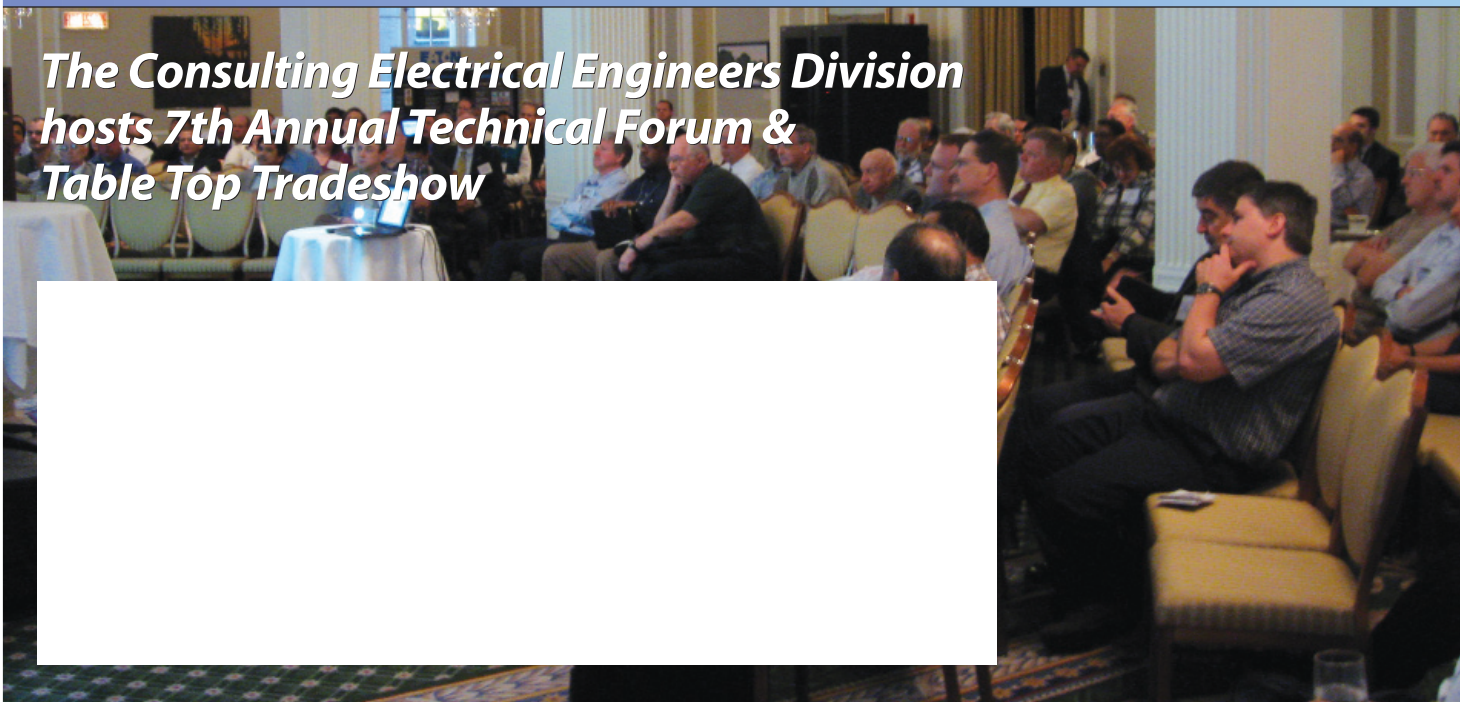 The Consulting Electrical Engineers Division
hosts 7th Annual Technical Forum &
Table Top Tradeshow